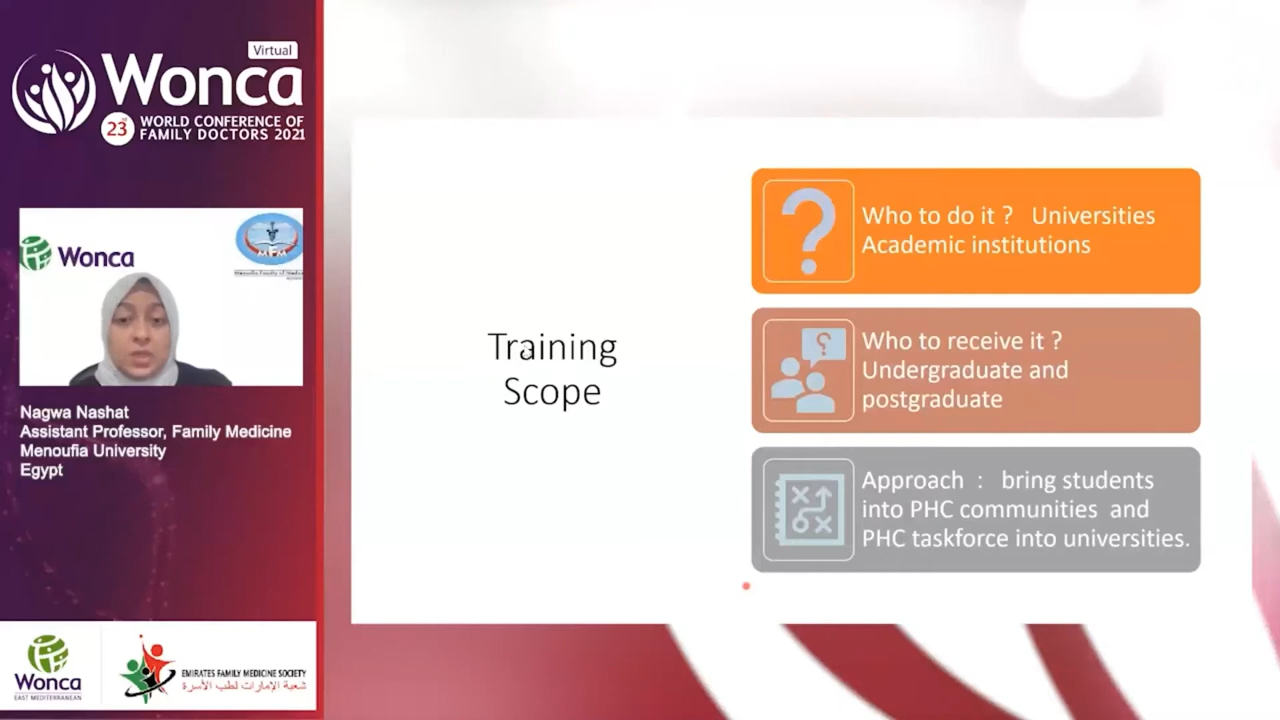 Virtual
Wonca
23rd WORLD CONFERENCE OF
FAMILY DOCTORS 2021
Wonca
MFM
Nagwa Nashat
Assistant Professor, Family Medicine
Menoufia University
Egypt
Wonca
EAST MEDITERRANEAN
EMIRATES FAMILY MEDICINE SOCIETY
شعبة الإمارات لطب الأسرة
Training
Scope
Who to do it ? Universities
Academic institutions
Who to receive it ?
Undergraduate and
postgraduate
Approach : bring students
into PHC communities and
PHC taskforce into universities.